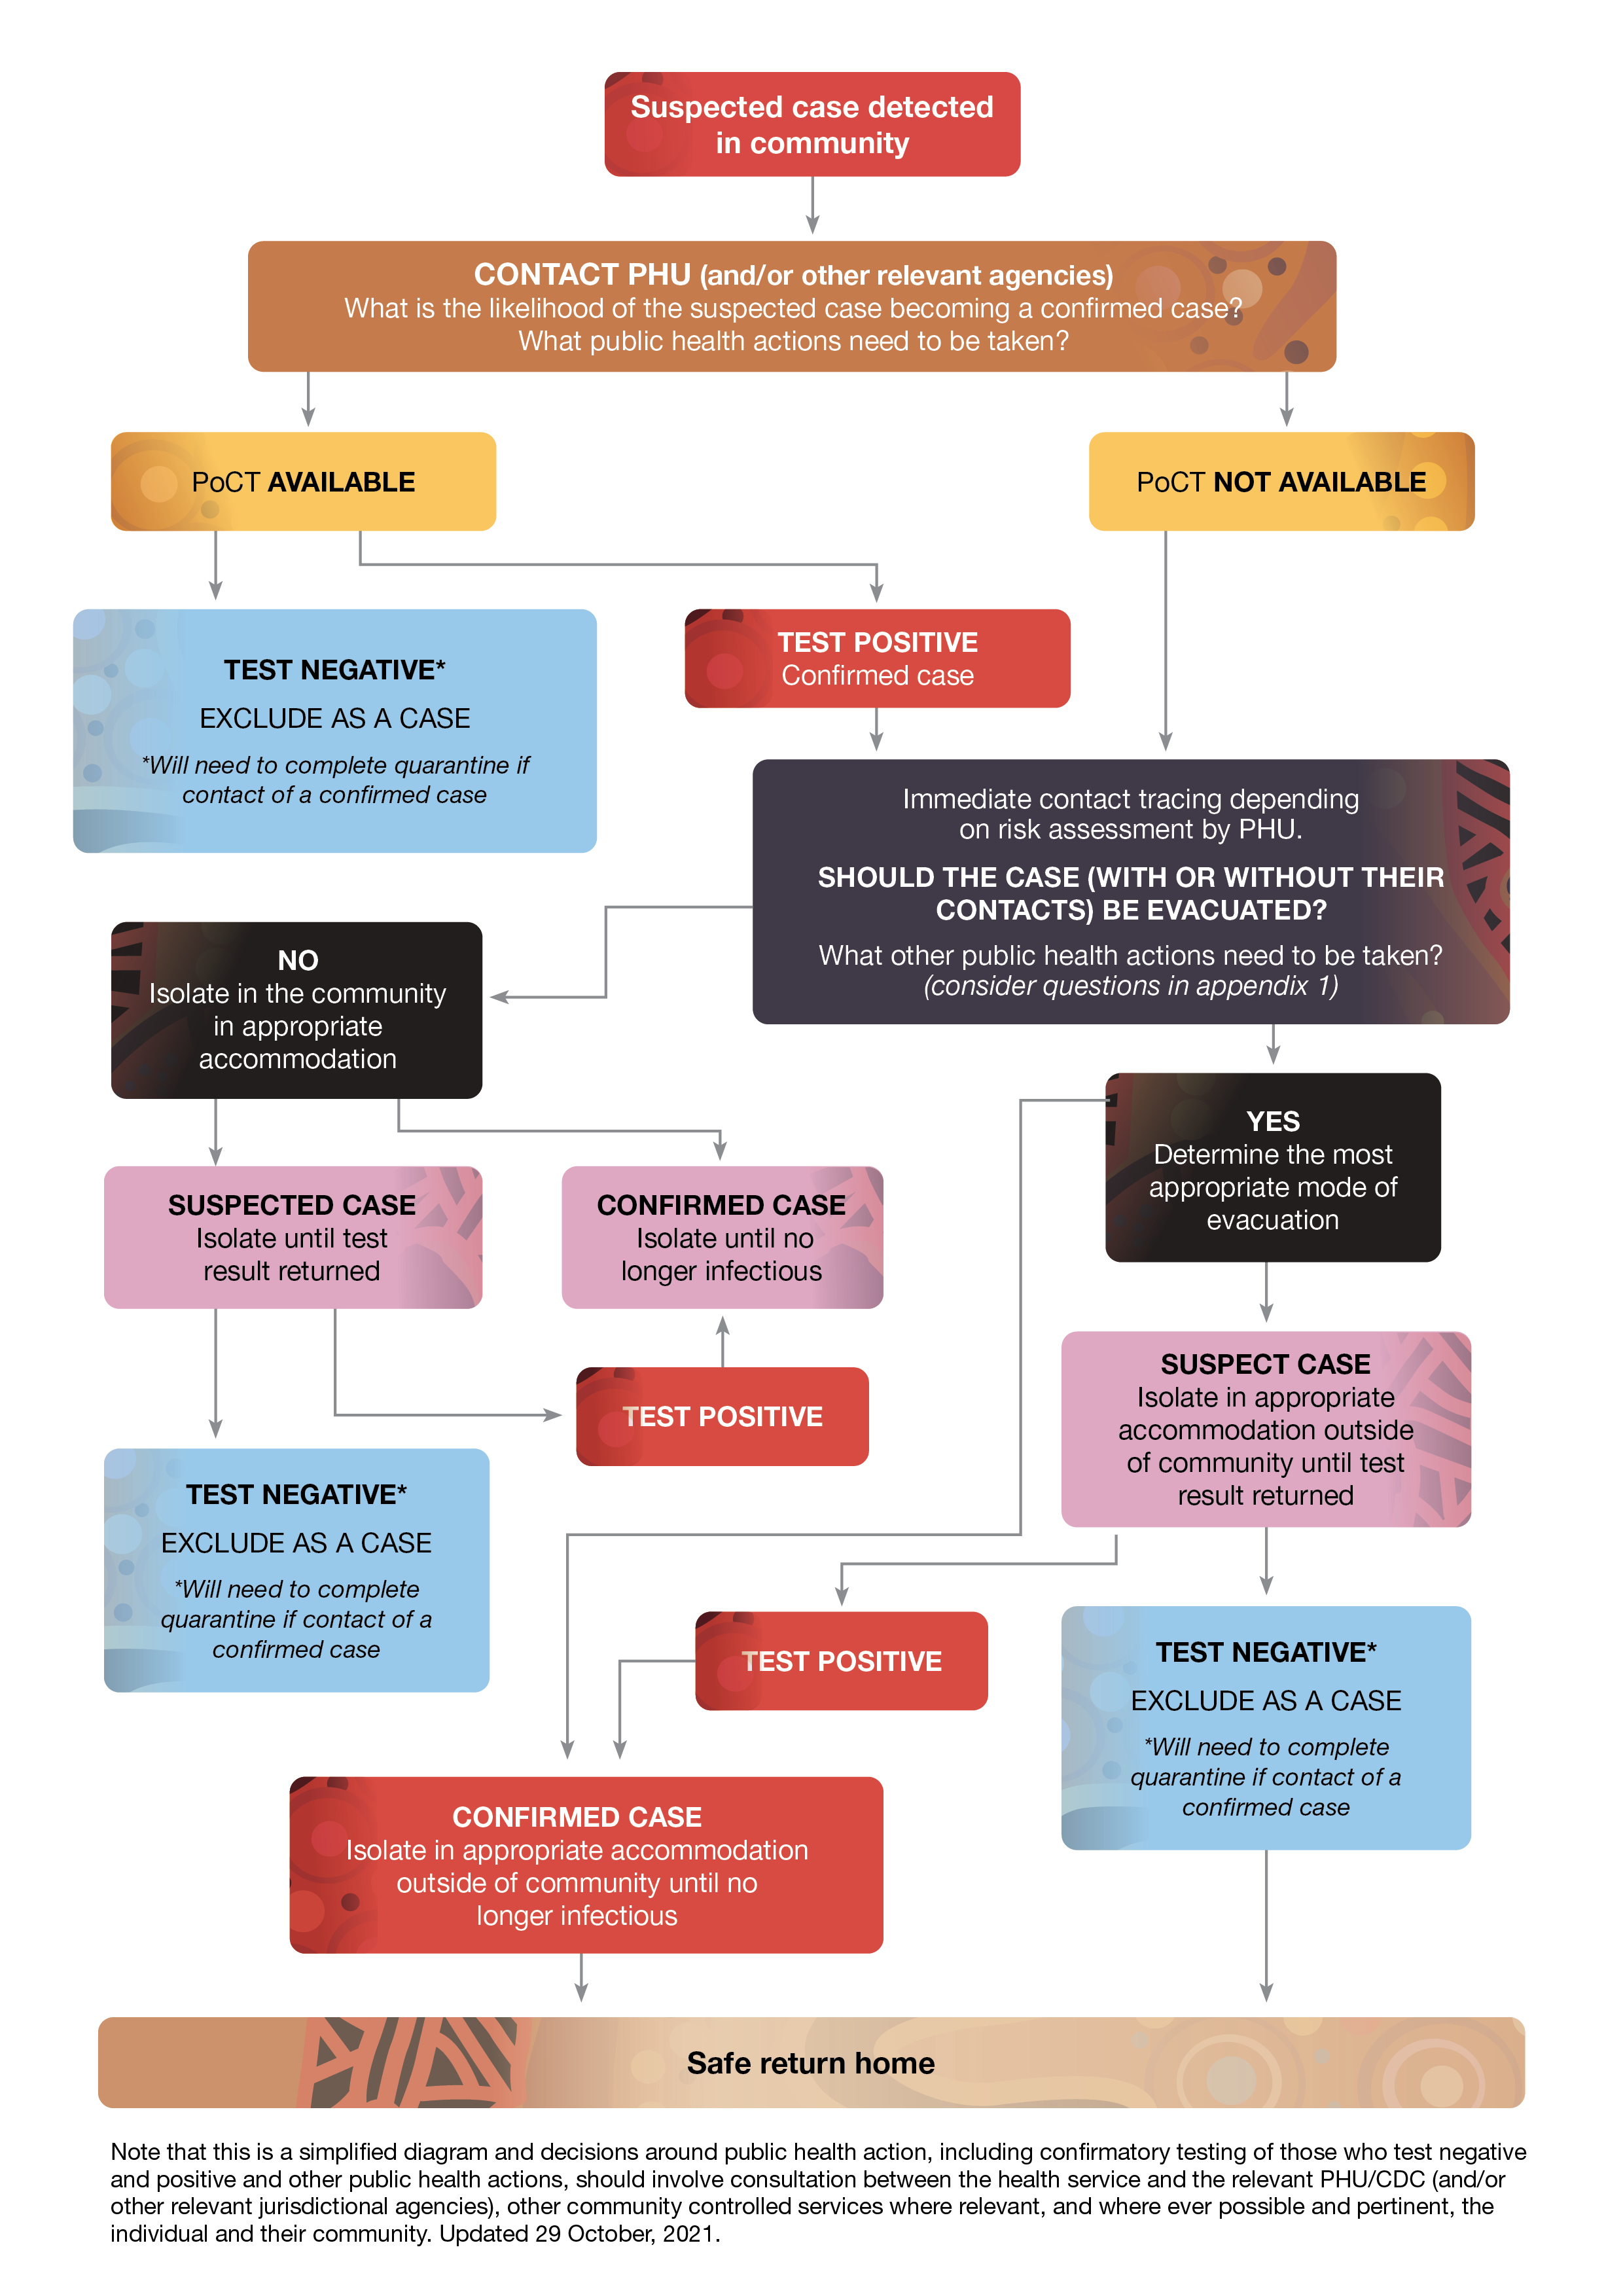 Suspected case detected
in community
CONTACT PHU (and/or other relevant agencies)
What is the likelihood of the suspected case becoming a confirmed case?
What public health actions need to be taken?
PoCT AVAILABLE
PoCT NOT AVAILABLE
TEST NEGATIVE*
EXCLUDE AS A CASE
*Will need to complete quarantine if
contact of a confirmed case
TEST POSITIVE
Confirmed case
Immediate contact tracing depending
on risk assessment by PHU.
SHOULD THE CASE (WITH OR WITHOUT THEIR
CONTACTS) BE EVACUATED?
What other public health actions need to be taken?
(consider questions in appendix 1)
NO
Isolate in the community
in appropriate
accommodation
YES
Determine the most
appropriate mode of
evacuation
SUSPECTED CASE
Isolate until test
result returned
CONFIRMED CASE
Isolate until no
longer infectious
TEST POSITIVE
SUSPECT CASE
Isolate in appropriate
accommodation outside
of community until test
result returned
TEST NEGATIVE*
EXCLUDE AS A CASE
*Will need to complete
quarantine if contact of a
confirmed case
TEST POSITIVE
TEST NEGATIVE*
EXCLUDE AS A CASE
*Will need to complete
quarantine if contact of a
confirmed case
CONFIRMED CASE
Isolate in appropriate accommodation
outside of community until no
longer infectious
Safe return home
Note that this is a simplified diagram and decisions around public health action, including confirmatory testing of those who test negative
and positive and other public health actions, should involve consultation between the health service and the relevant PHU/CDC (and/or
other relevant jurisdictional agencies), other community controlled services where relevant, and where ever possible and pertinent, the
individual and their community. Updated 29 October, 2021.